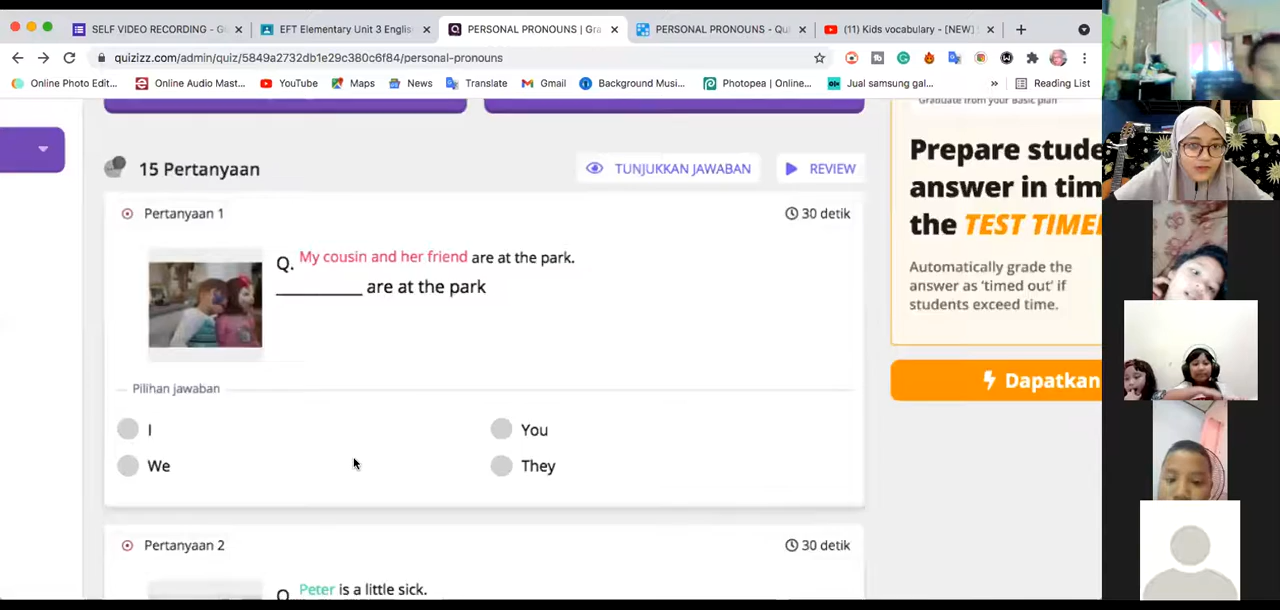 SELF VIDEO RECORDING -
EFT Elementary Unit 3 Englis
PERSONAL PRONOUNS | Gra
PERSONAL PRONOUNS - Qui
(11) Kids vocabulary - [NEW]
quizizz.com/admin/quiz/5849a2732db1e29c380c6f84/personal-pronouns
Online Photo Edit...
Online Audio Mast...
YouTube
Maps
News
Translate
Gmail
Background Musi...
Photopea | Online...
Jual samsung gal...
»
Reading List
Graduate from your Basic plan
Prepare stude
answer in tim
the TEST TIME
Automatically grade the
answer as 'timed out' if
students exceed time.
Dapatkan
15 Pertanyaan
TUNJUKKAN JAWABAN
REVIEW
Pertanyaan 1
30 detik
Q. My cousin and her friend are at the park.
__________ are at the park
Pilihan jawaban
I
You
We
They
Pertanyaan 2
30 detik
Q. Peter is a little sick.